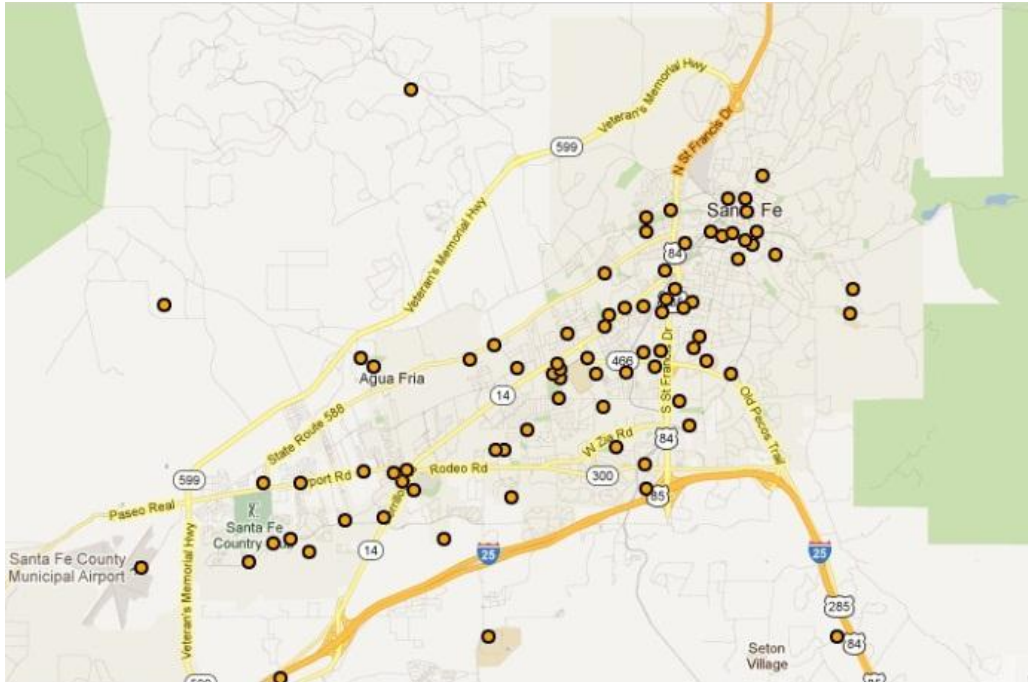 Veteran's Memorial Hwy
599
N St Francis Dr
Santa Fe
84
Veteran's Memorial Hwy
Agua Fria
466
14
S St Francis Dr
Old Pecos Trail
State Route 588
W Zia Rd
84
Rodeo Rd
300
599
port Rd
85
Paseo Real
Santa Fe
Country
14
25
25
Santa Fe County
Municipal Airport
Veteran's Memorial Hwy
285
84
Seton
Village